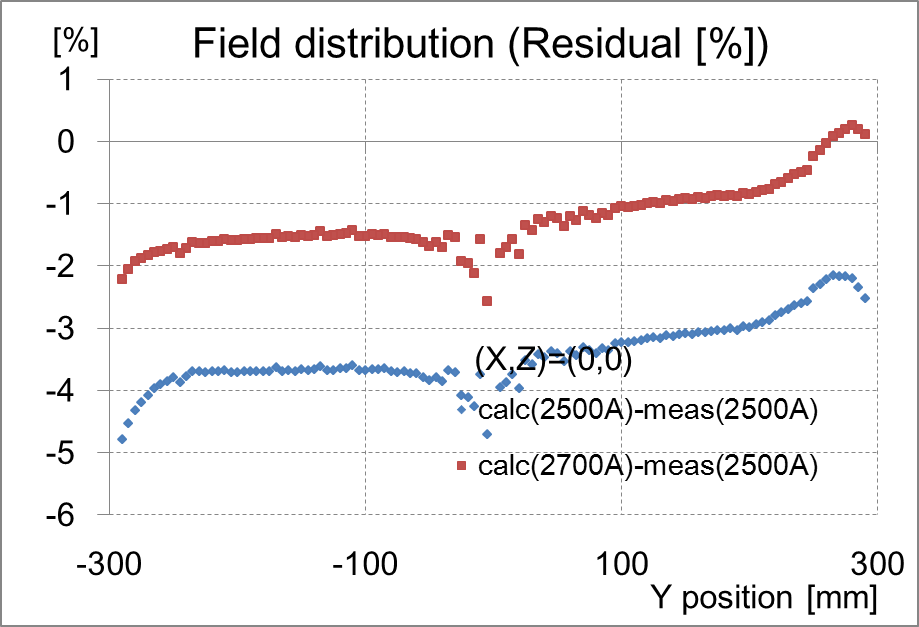 [%] Field distribution (Residual [%])
1
0
-1
-2
-3
(X,Z)=(0,0)
-4
calc(2500A)-meas(2500A)
-5
calc(2700A)-meas(2500A)
-6
-300 -100 100 300
Y position [mm]